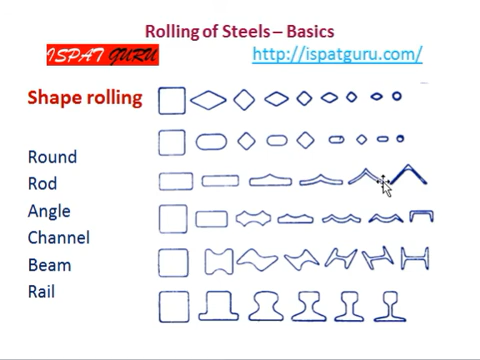 Rolling of Steels – Basics
ISPAT GURU
http://ispatguru.com/
Shape rolling
Round
Rod
Angle
Channel
Beam
Rail